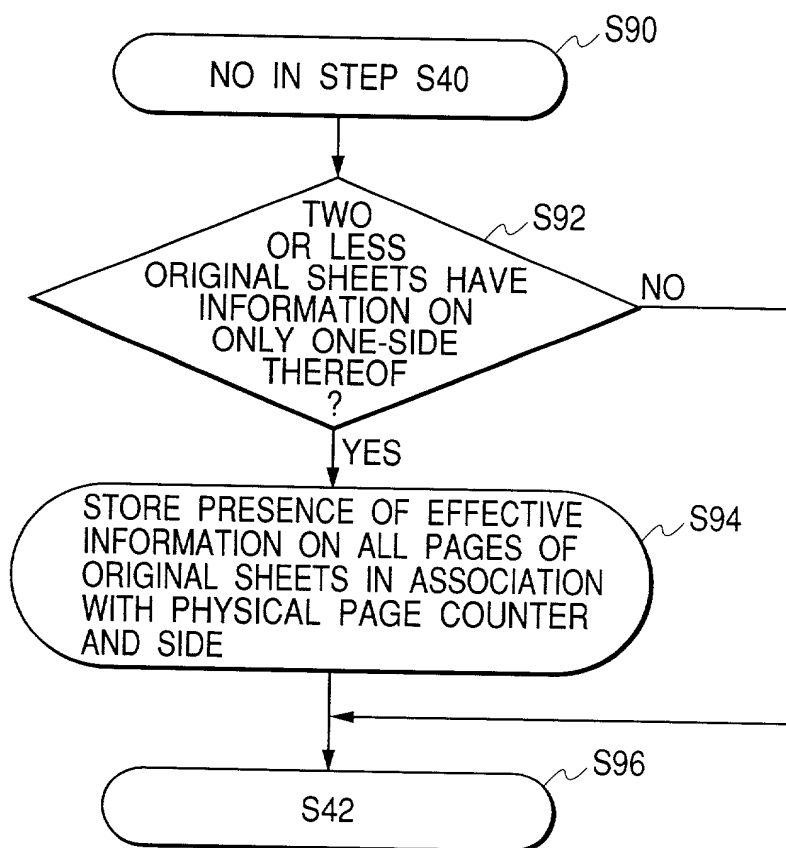 S90
NO IN STEP S40
S92
TWO
OR LESS
ORIGINAL SHEETS HAVE
INFORMATION ON
ONLY ONE-SIDE
THEREOF
?
NO
YES
S94
STORE PRESENCE OF EFFECTIVE
INFORMATION ON ALL PAGES OF
ORIGINAL SHEETS IN ASSOCIATION
WITH PHYSICAL PAGE COUNTER
AND SIDE
S96
S42